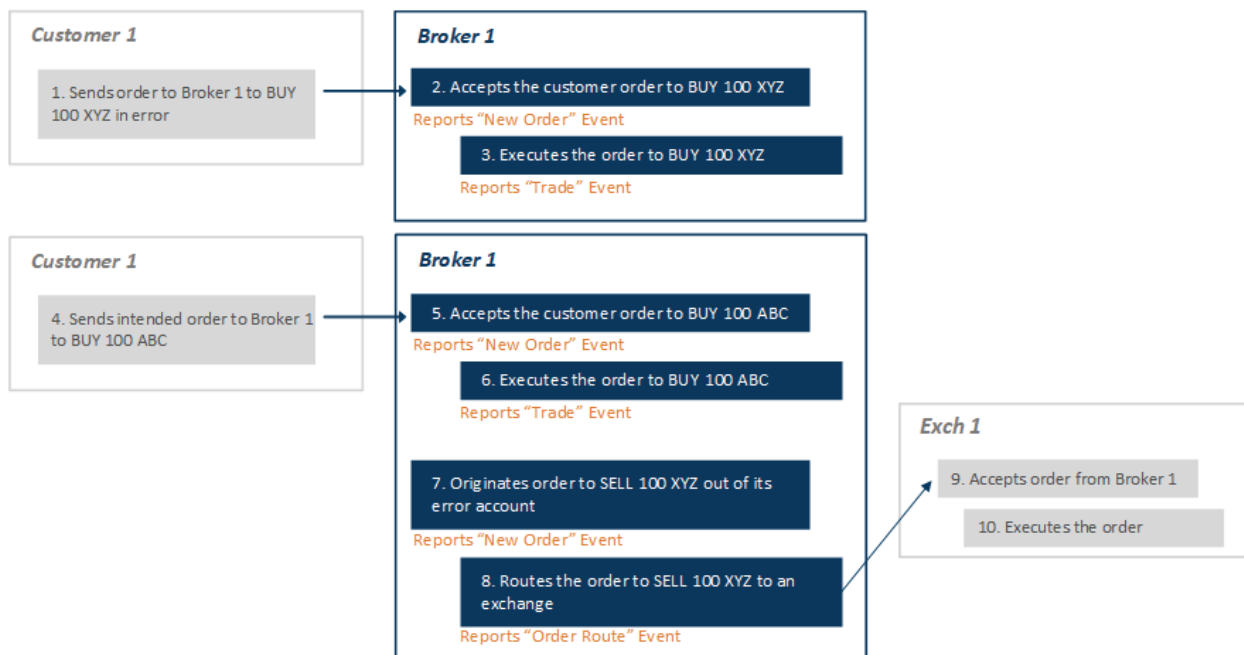 Customer 1
1. Sends order to Broker 1 to BUY
100 XYZ in error
Broker 1
2. Accepts the customer order to BUY 100 XYZ
Reports “New Order” Event
3. Executes the order to BUY 100 XYZ
Reports “Trade” Event
Customer 1
4. Sends intended order to Broker 1
to BUY 100 ABC
Broker 1
5. Accepts the customer order to BUY 100 ABC
Reports “New Order” Event
6. Executes the order to BUY 100 ABC
Reports “Trade” Event
7. Originates order to SELL 100 XYZ out of its
error account
Reports “New Order” Event
8. Routes the order to SELL 100 XYZ to an
exchange
Reports “Order Route” Event
Exch 1
9. Accepts order from Broker 1
10. Executes the order